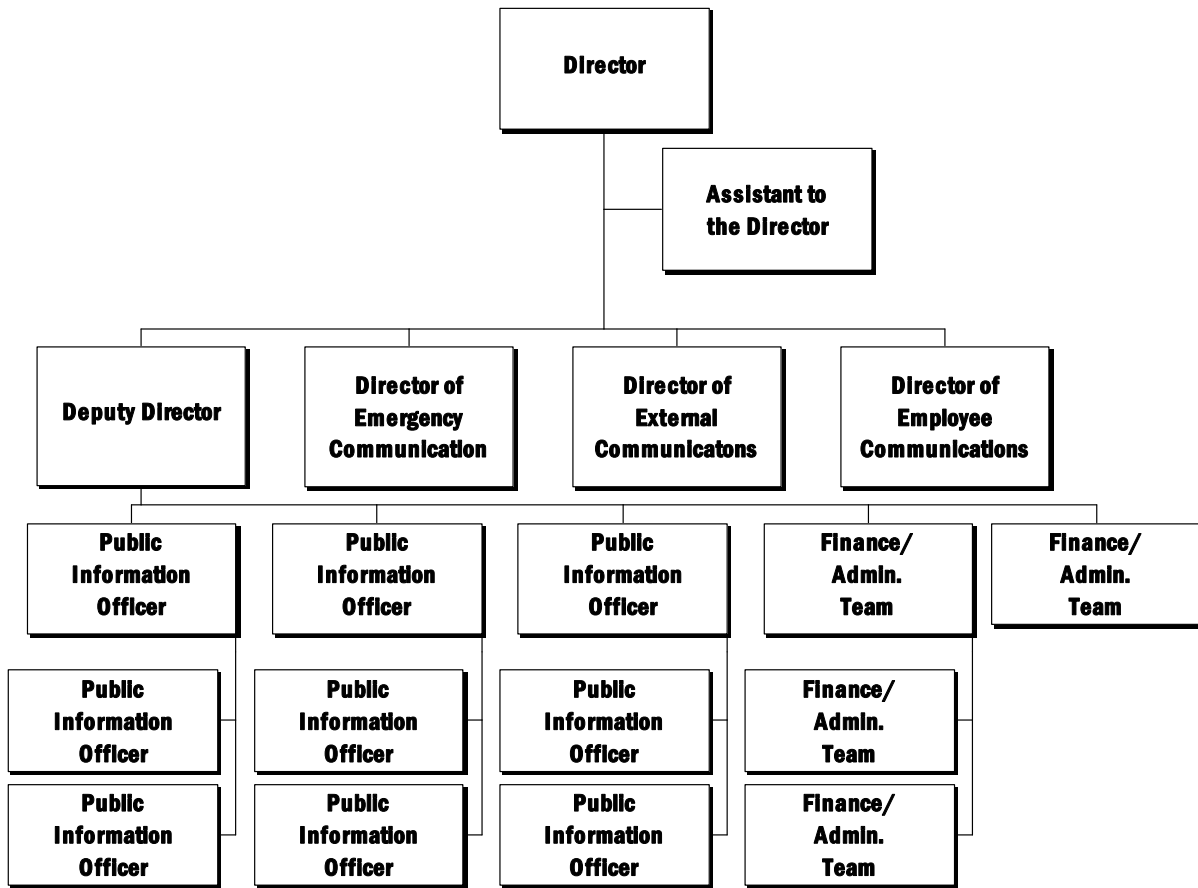 Director
Assistant to
the Director
Deputy Director
Director of
Emergency
Communication
Director of
External
Communicatons
Director of
Employee
Communications
Public
Information
Officer
Public
Information
Officer
Public
Information
Officer
Finance/
Admin.
Team
Finance/
Admin.
Team
Public
Information
Officer
Public
Information
Officer
Public
Information
Officer
Finance/
Admin.
Team
Public
Information
Officer
Public
Information
Officer
Public
Information
Officer
Finance/
Admin.
Team